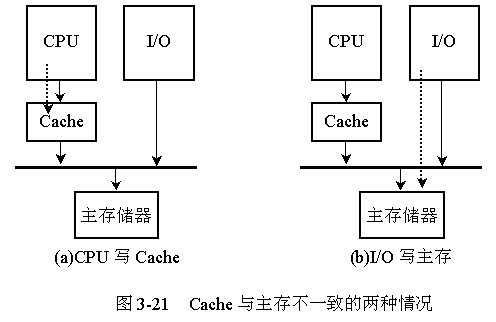 CPU
I/O
CPU
I/O
Cache
Cache
主存储器
主存储器
(a)CPU 写 Cache
(b)I/O 写主存
图 3-21 Cache 与主存不一致的两种情况